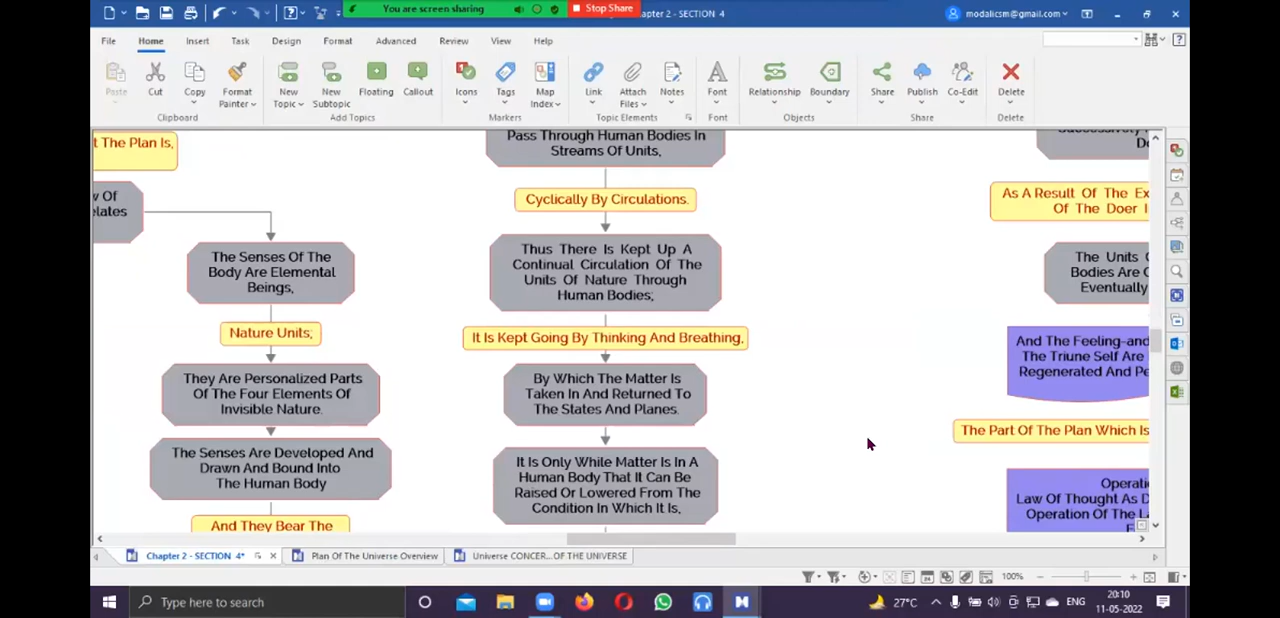 You are screen sharing
Stop Share
hapter 2 - SECTION 4
modalicsm@gmail.com
File Home Insert Task Design Format Advanced Review View Help
Paste Cut Copy Format Painter
New Topic New Subtopic Floating Callout
Icons Tags Map Index
Link Attach Files Notes
Font
Relationship Boundary
Share Publish Co-Edit
Delete
Clipboard Add Topics Markers Topic Elements Font Objects Share Delete
t The Plan Is,
w Of
elates
The Senses Of The
Body Are Elemental
Beings,
Nature Units;
They Are Personalized Parts
Of The Four Elements Of
Invisible Nature.
The Senses Are Developed And
Drawn And Bound Into
The Human Body
And They Bear The
Pass Through Human Bodies In
Streams Of Units,
Cyclically By Circulations.
Thus There Is Kept Up A
Continual Circulation Of The
Units Of Nature Through
Human Bodies;
It Is Kept Going By Thinking And Breathing,
By Which The Matter Is
Taken In And Returned To
The States And Planes.
It Is Only While Matter Is In A
Human Body That It Can Be
Raised Or Lowered From The
Condition In Which It Is,
Successively
As A Result Of The Ex
Of The Doer I
The Units
Bodies Are
Eventually
And The Feeling-and
The Triune Self Are
Regenerated And Pe
The Part Of The Plan Which Is
Operati
Law Of Thought As D
Operation Of The La
Chapter 2 - SECTION 4*
Plan Of The Universe Overview
Universe CONCER...OF THE UNIVERSE
100%
Type here to search
27°C
ENG
20:10
11-05-2022